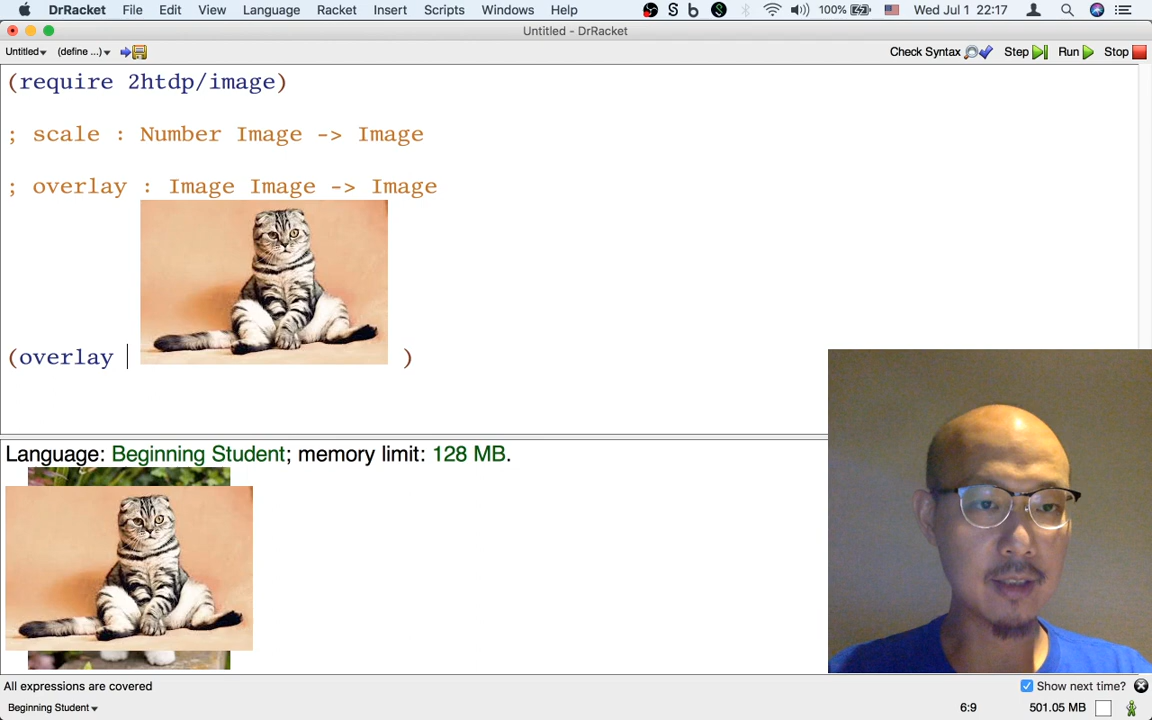 DrRacket File Edit View Language Racket Insert Scripts Windows Help 100% Wed Jul 1 22:17
Untitled - DrRacket
Untitled (define ...) Check Syntax Step Run Stop
(require 2htdp/image)
; scale : Number Image -> Image
; overlay : Image Image -> Image
(overlay )
Language: Beginning Student; memory limit: 128 MB.
All expressions are covered Show next time?
Beginning Student 6:9 501.05 MB